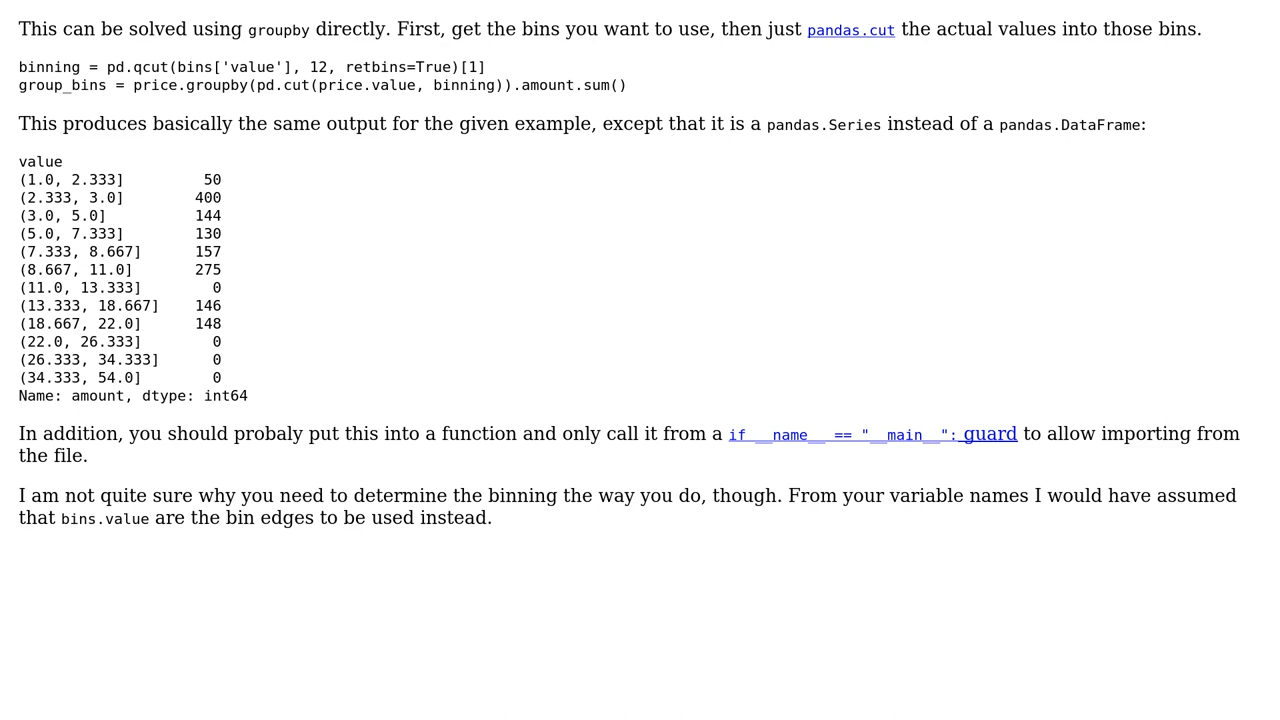 This can be solved using groupby directly. First, get the bins you want to use, then just pandas.cut the actual values into those bins.
binning = pd.qcut(bins['value'], 12, retbins=True)[1]
group_bins = price.groupby(pd.cut(price.value, binning)).amount.sum()
This produces basically the same output for the given example, except that it is a pandas.Series instead of a pandas.DataFrame:
value
(1.0, 2.333]         50
(2.333, 3.0]        400
(3.0, 5.0]          144
(5.0, 7.333]        130
(7.333, 8.667]      157
(8.667, 11.0]       275
(11.0, 13.333]        0
(13.333, 18.667]    146
(18.667, 22.0]      148
(22.0, 26.333]        0
(26.333, 34.333]      0
(34.333, 54.0]        0
Name: amount, dtype: int64
In addition, you should probaly put this into a function and only call it from a if __name__ == "__main__": guard to allow importing from
the file.
I am not quite sure why you need to determine the binning the way you do, though. From your variable names I would have assumed
that bins.value are the bin edges to be used instead.